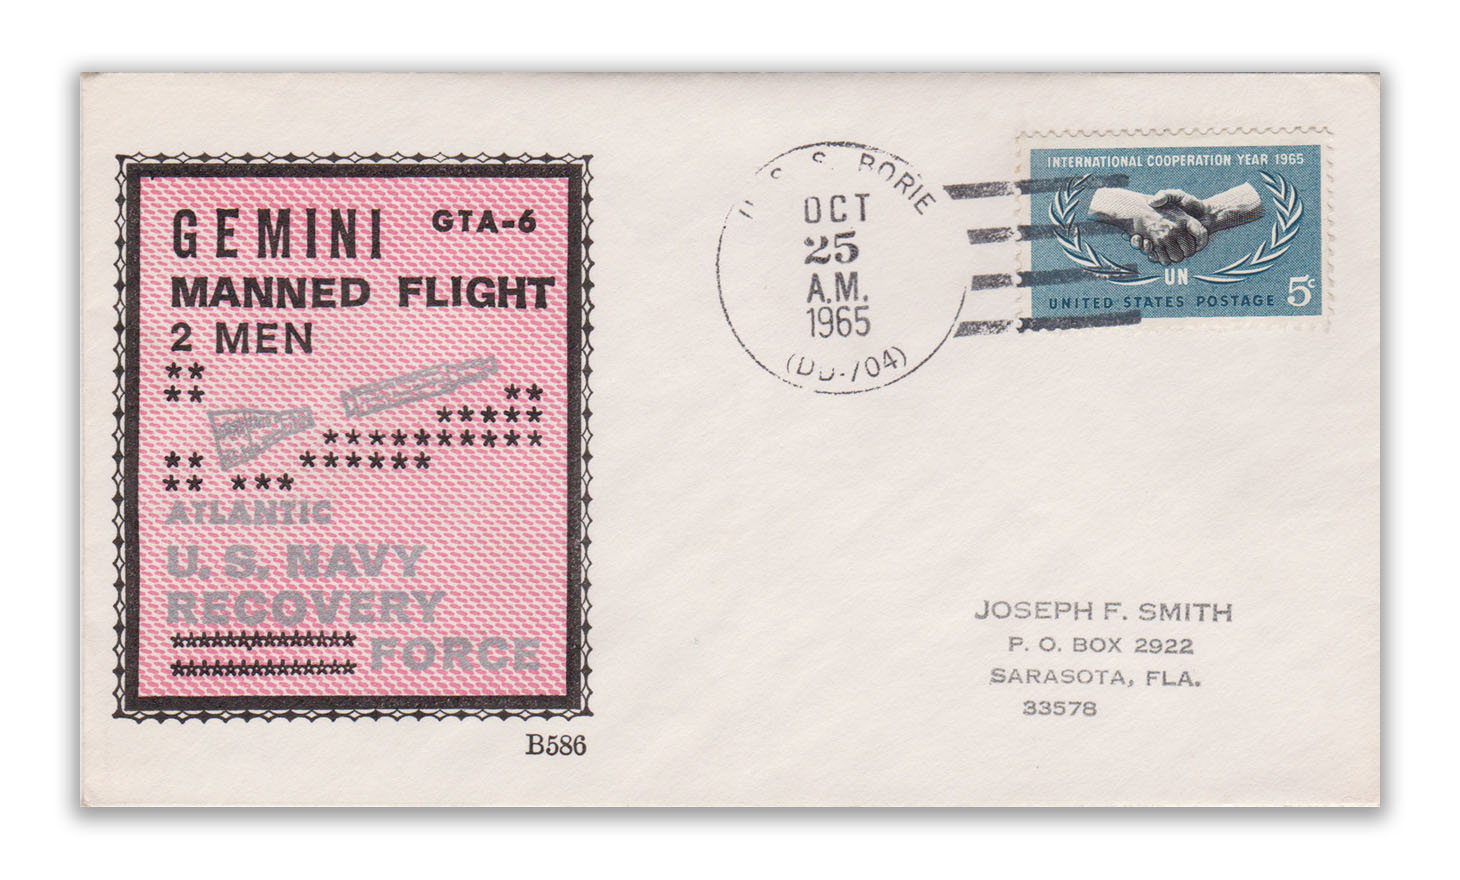 GEMINI GTA-6
MANNED FLIGHT
2 MEN
**
** **
*****
**********
** ******
** ***
ATLANTIC
U. S. NAVY
RECOVERY
FORCE
B586
U. S. S. BORIE
OCT
25
A.M.
1965
(DD-704)
INTERNATIONAL COOPERATION YEAR 1965
UN
UNITED STATES POSTAGE 5c
JOSEPH F. SMITH
P. O. BOX 2922
SARASOTA, FLA.
33578